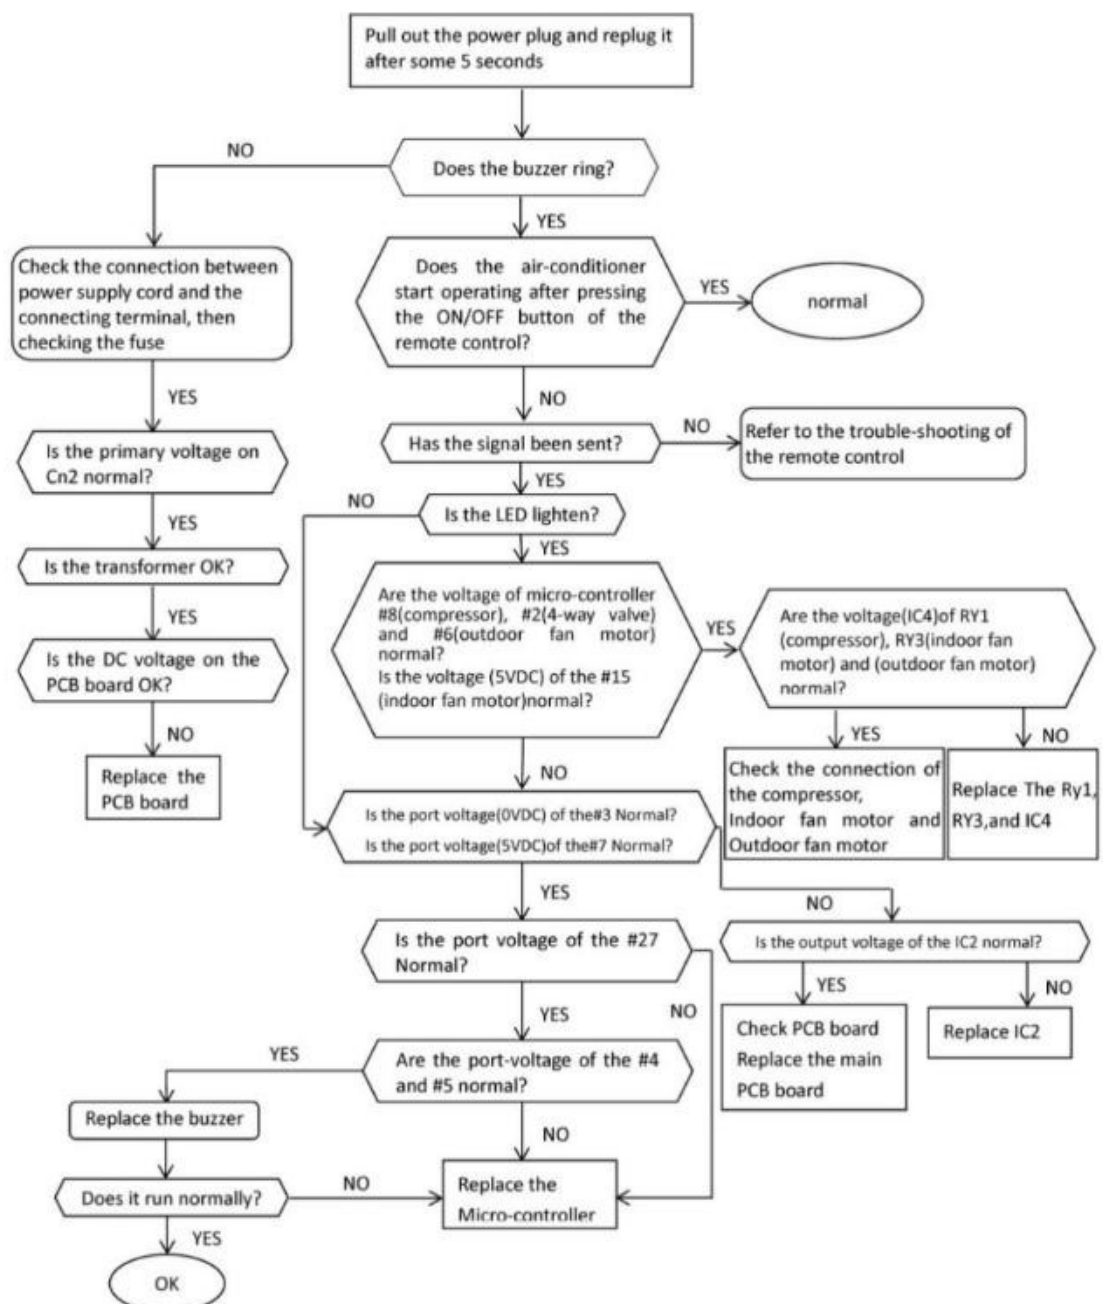 Pull out the power plug and replug it
after some 5 seconds
NO
Does the buzzer ring?
YES
Check the connection between
power supply cord and the
connecting terminal, then
checking the fuse
Does the air-conditioner
start operating after pressing
the ON/OFF button of the
remote control?
YES
normal
YES
NO
Is the primary voltage on
Cn2 normal?
Has the signal been sent?
NO
Refer to the trouble-shooting of
the remote control
YES
NO
Is the LED lighten?
YES
YES
Is the transformer OK?
YES
Is the DC voltage on the
PCB board OK?
NO
Replace the
PCB board
Are the voltage of micro-controller
#8(compressor), #2(4-way valve)
and #6(outdoor fan motor)
normal?
Is the voltage (5VDC) of the #15
(indoor fan motor)normal?
YES
Are the voltage(IC4)of RY1
(compressor), RY3(indoor fan
motor) and (outdoor fan motor)
normal?
YES
NO
Check the connection of
the compressor,
Indoor fan motor and
Outdoor fan motor
Replace The Ry1,
RY3,and IC4
NO
Is the port voltage(0VDC) of the#3 Normal?
Is the port voltage(5VDC)of the#7 Normal?
YES
NO
Is the port voltage of the #27
Normal?
Is the output voltage of the IC2 normal?
YES
NO
YES
NO
Check PCB board
Replace the main
PCB board
Replace IC2
YES
Are the port-voltage of the #4
and #5 normal?
Replace the buzzer
NO
Does it run normally?
NO
Replace the
Micro-controller
YES
OK